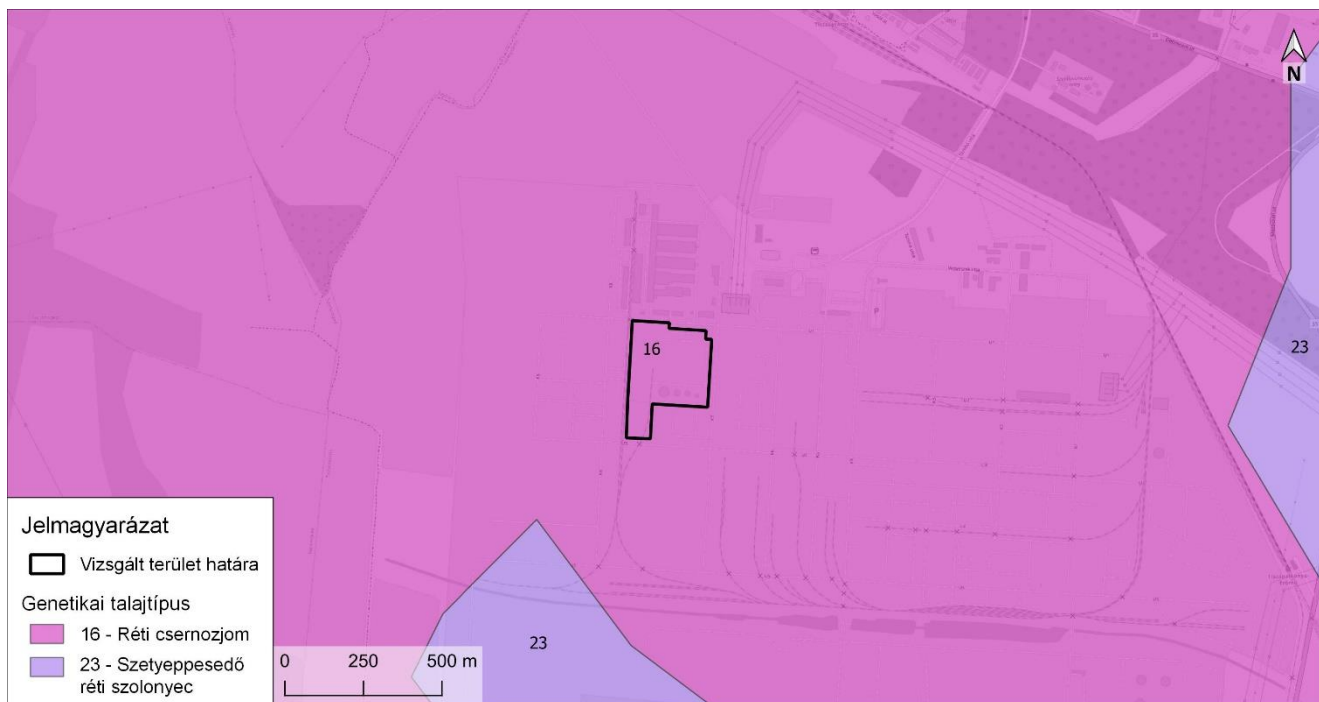 N
16
23
23
Jelmagyarázat
Vizsgált terület határa
Genetikai talajtípus
16 - Réti csernozjom
23 - Szetyeppesedő
réti szolonyec
0 250 500 m
P